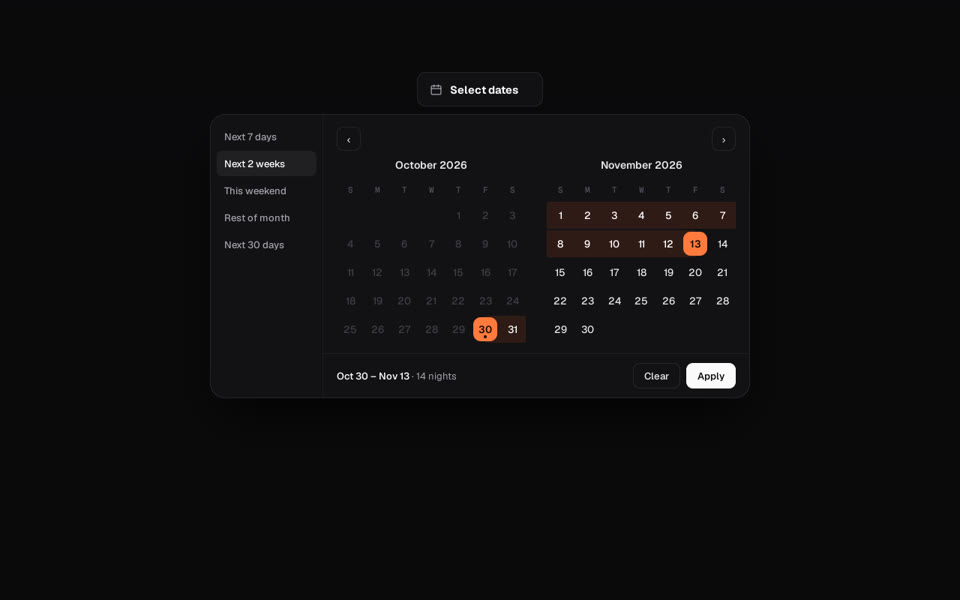 Select dates
Next 7 days
Next 2 weeks
This weekend
Rest of month
Next 30 days
‹
›
October 2026
S M T W T F S
1 2 3
4 5 6 7 8 9 10
11 12 13 14 15 16 17
18 19 20 21 22 23 24
25 26 27 28 29 30 31
November 2026
S M T W T F S
1 2 3 4 5 6 7
8 9 10 11 12 13 14
15 16 17 18 19 20 21
22 23 24 25 26 27 28
29 30
Oct 30 – Nov 13 · 14 nights
Clear
Apply